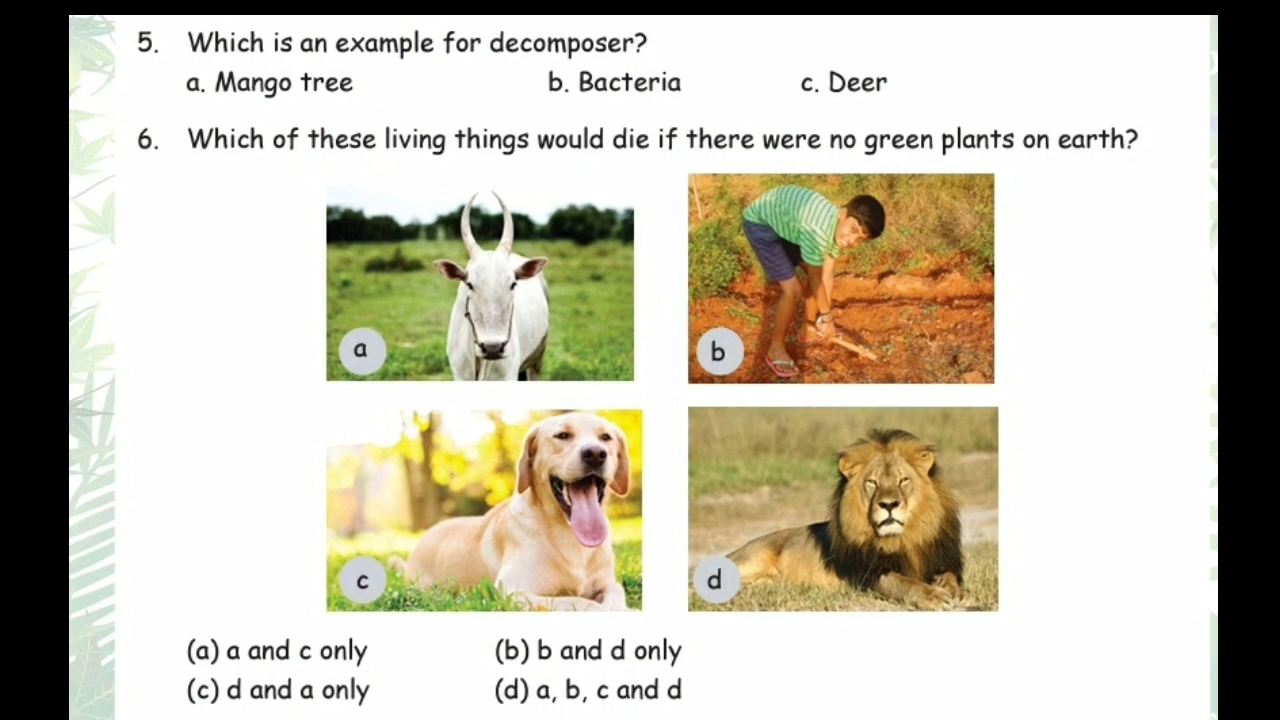 5. Which is an example for decomposer?
a. Mango tree b. Bacteria c. Deer
6. Which of these living things would die if there were no green plants on earth?
a b
c d
(a) a and c only (b) b and d only
(c) d and a only (d) a, b, c and d